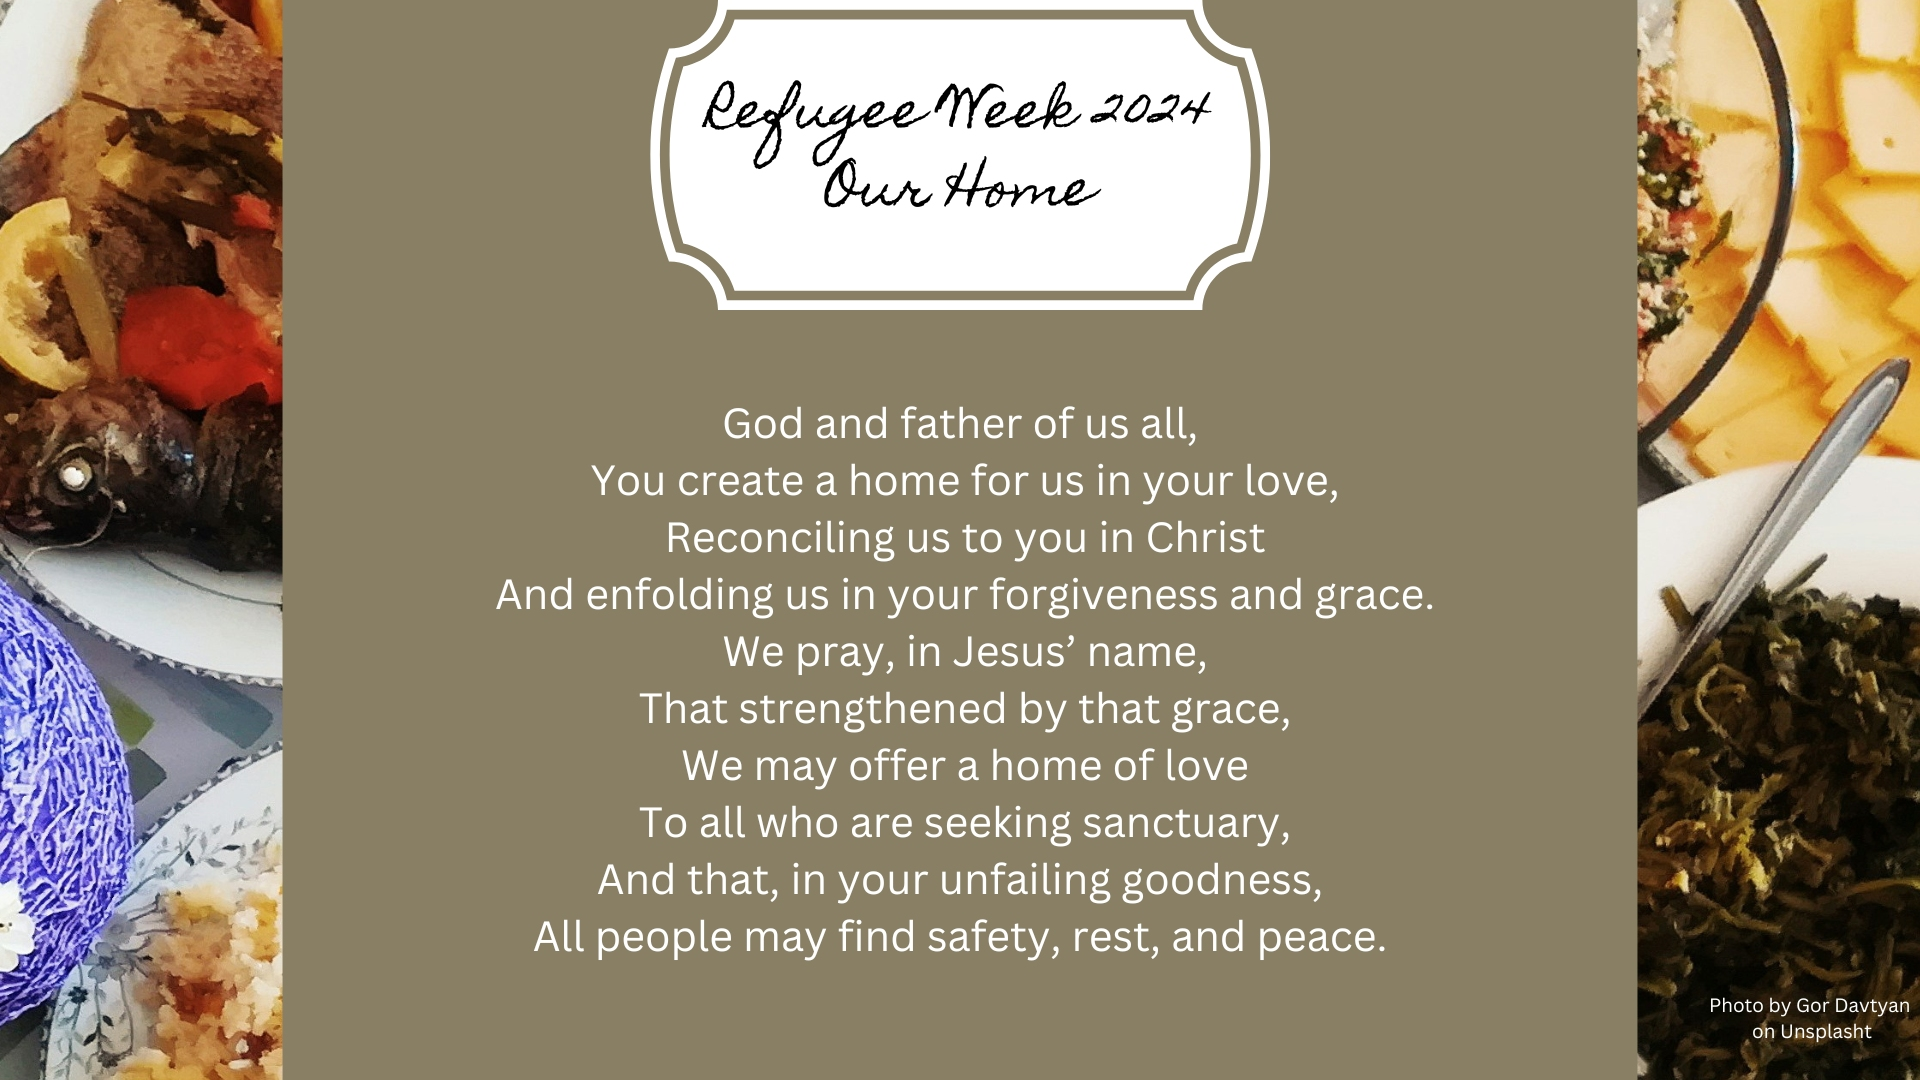 Refugee Week 2024
Our Home
God and father of us all,
You create a home for us in your love,
Reconciling us to you in Christ
And enfolding us in your forgiveness and grace.
We pray, in Jesus’ name,
That strengthened by that grace,
We may offer a home of love
To all who are seeking sanctuary,
And that, in your unfailing goodness,
All people may find safety, rest, and peace.
Photo by Gor Davtyan
on Unsplasht